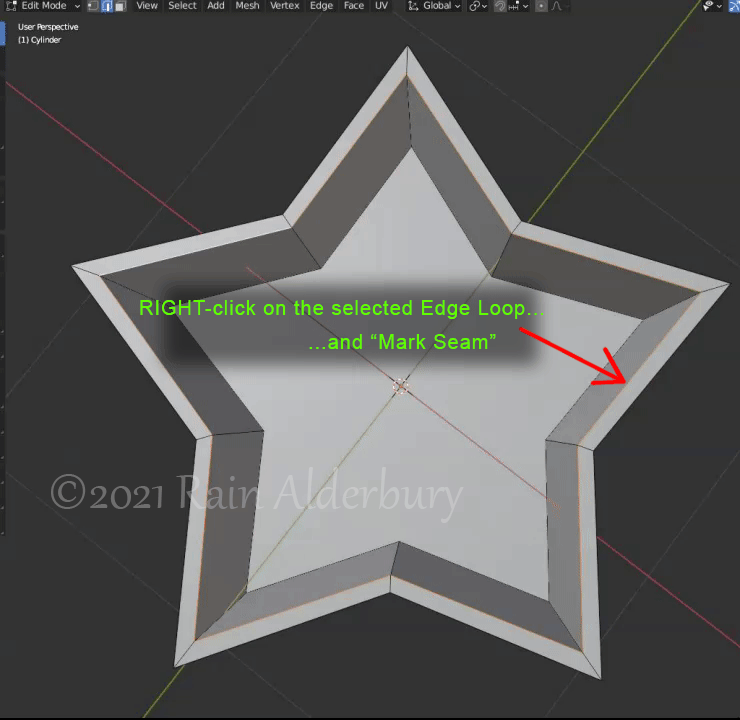 Edit Mode View Select Add Mesh Vertex Edge Face UV Global
User Perspective
(1) Cylinder
RIGHT-click on the selected Edge Loop...
...and “Mark Seam”
©2021 Rain Alderbury